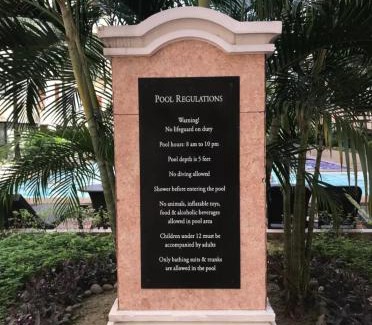 POOL REGULATIONS
Warning!
No lifeguard on duty
Pool hours: 8 am to 10 pm
Pool depth is 5 feet
No diving allowed
Shower before entering the pool
No animals, inflatable toys,
food & alcoholic beverages
allowed in pool area
Children under 12 must be
accompanied by adults
Only bathing suits & trunks
are allowed in the pool